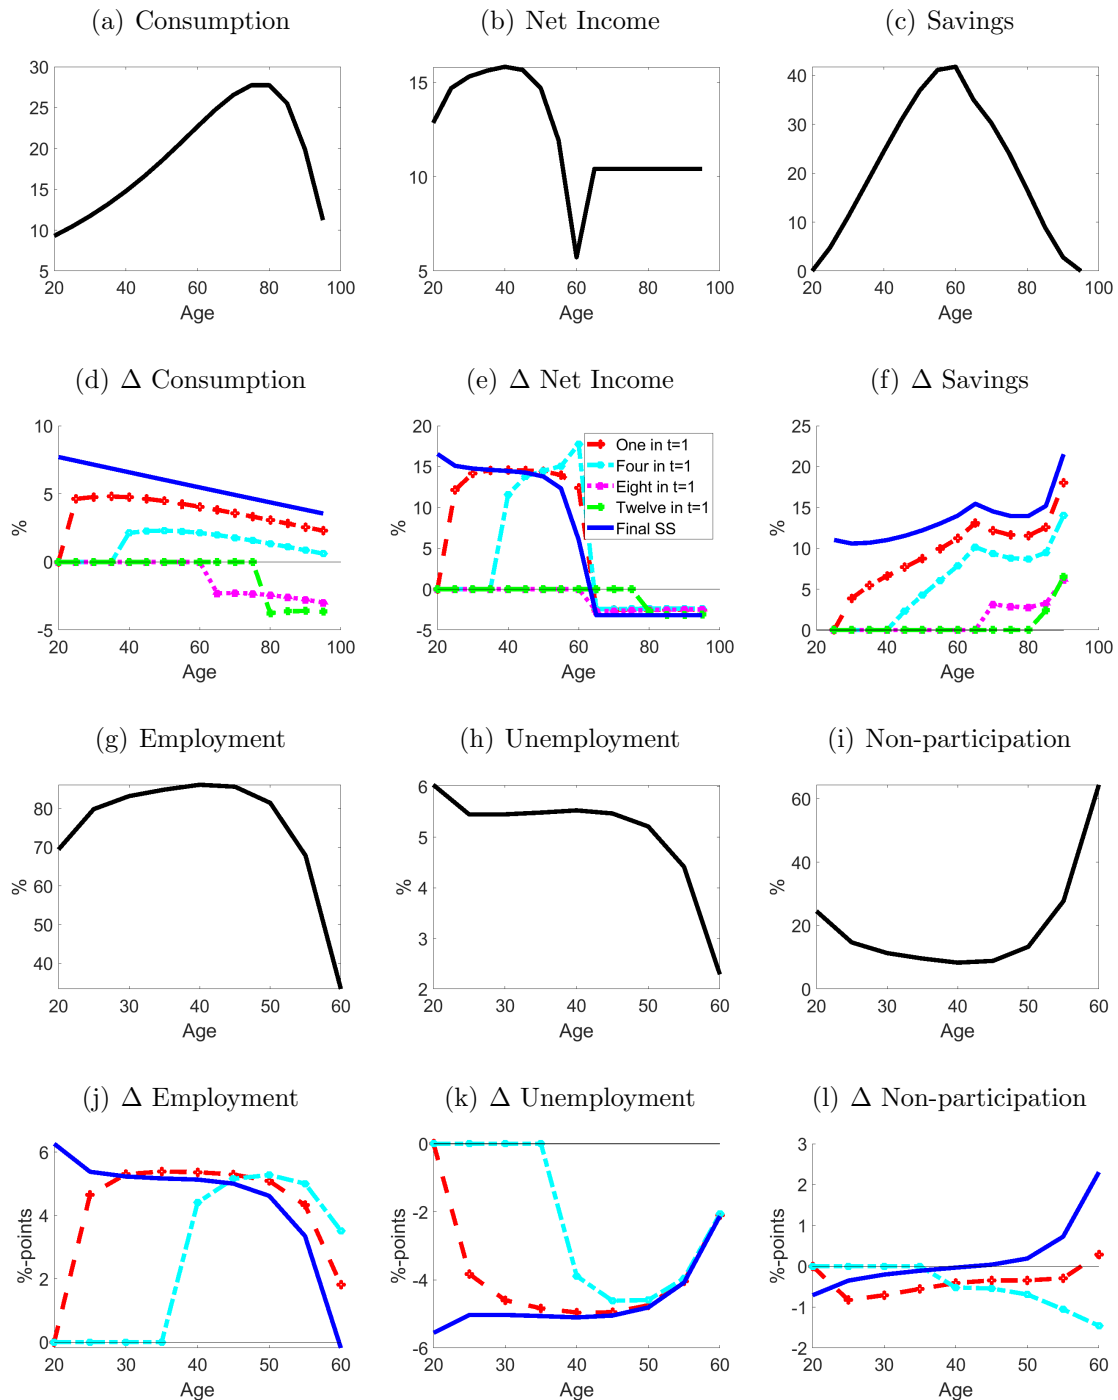 (a) Consumption
(b) Net Income
(c) Savings
30
25
20
15
10
5
20 40 60 80 100
Age
15
10
5
20 40 60 80 100
Age
40
30
20
10
0
20 40 60 80 100
Age
(d) Δ Consumption
(e) Δ Net Income
(f) Δ Savings
10
5
0
-5
%
20 40 60 80 100
Age
20
15
10
5
0
-5
%
20 40 60 80 100
Age
One in t=1
Four in t=1
Eight in t=1
Twelve in t=1
Final SS
25
20
15
10
5
0
%
20 40 60 80 100
Age
(g) Employment
(h) Unemployment
(i) Non-participation
80
70
60
50
40
%
20 30 40 50 60
Age
6
5
4
3
2
%
20 30 40 50 60
Age
60
40
20
0
%
20 30 40 50 60
Age
(j) Δ Employment
(k) Δ Unemployment
(l) Δ Non-participation
6
4
2
0
%-points
20 30 40 50 60
Age
0
-2
-4
-6
%-points
20 30 40 50 60
Age
3
2
1
0
-1
-2
%-points
20 30 40 50 60
Age